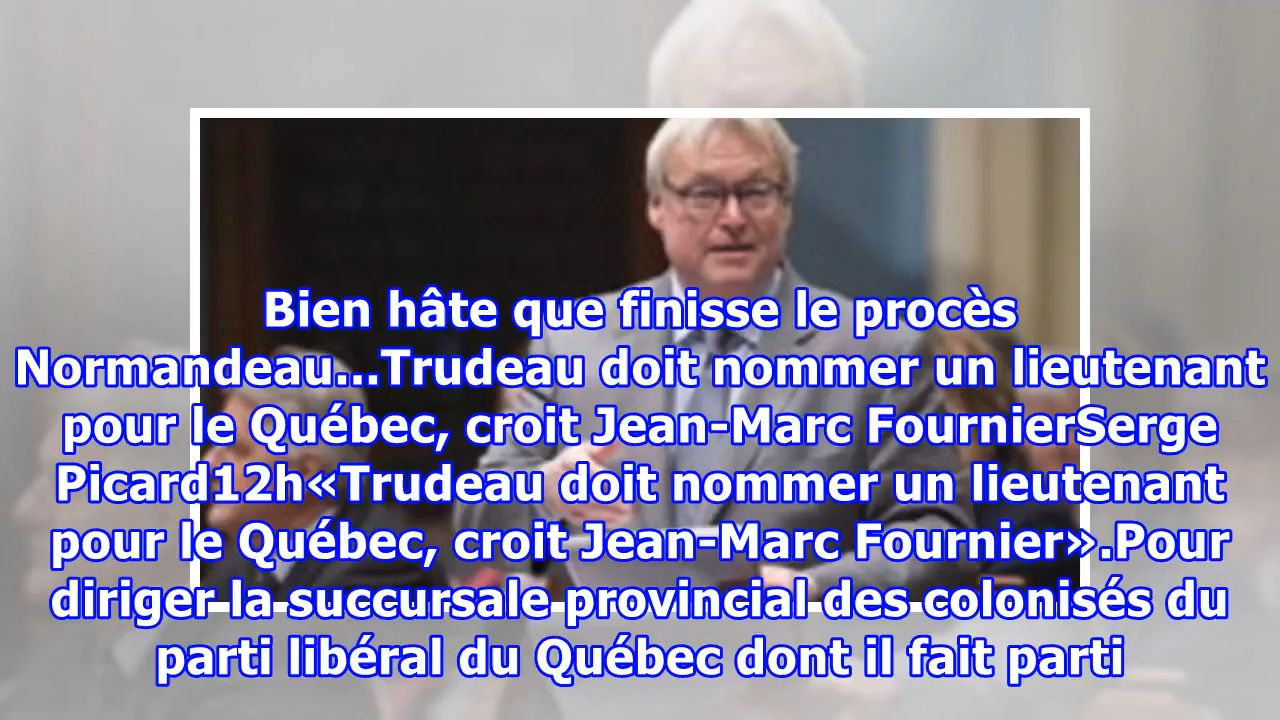 Bien hâte que finisse le procès
Normandeau...Trudeau doit nommer un lieutenant
pour le Québec, croit Jean-Marc FournierSerge
Picard12h«Trudeau doit nommer un lieutenant
pour le Québec, croit Jean-Marc Fournier».Pour
diriger la succursale provincial des colonisés du
parti libéral du Québec dont il fait parti